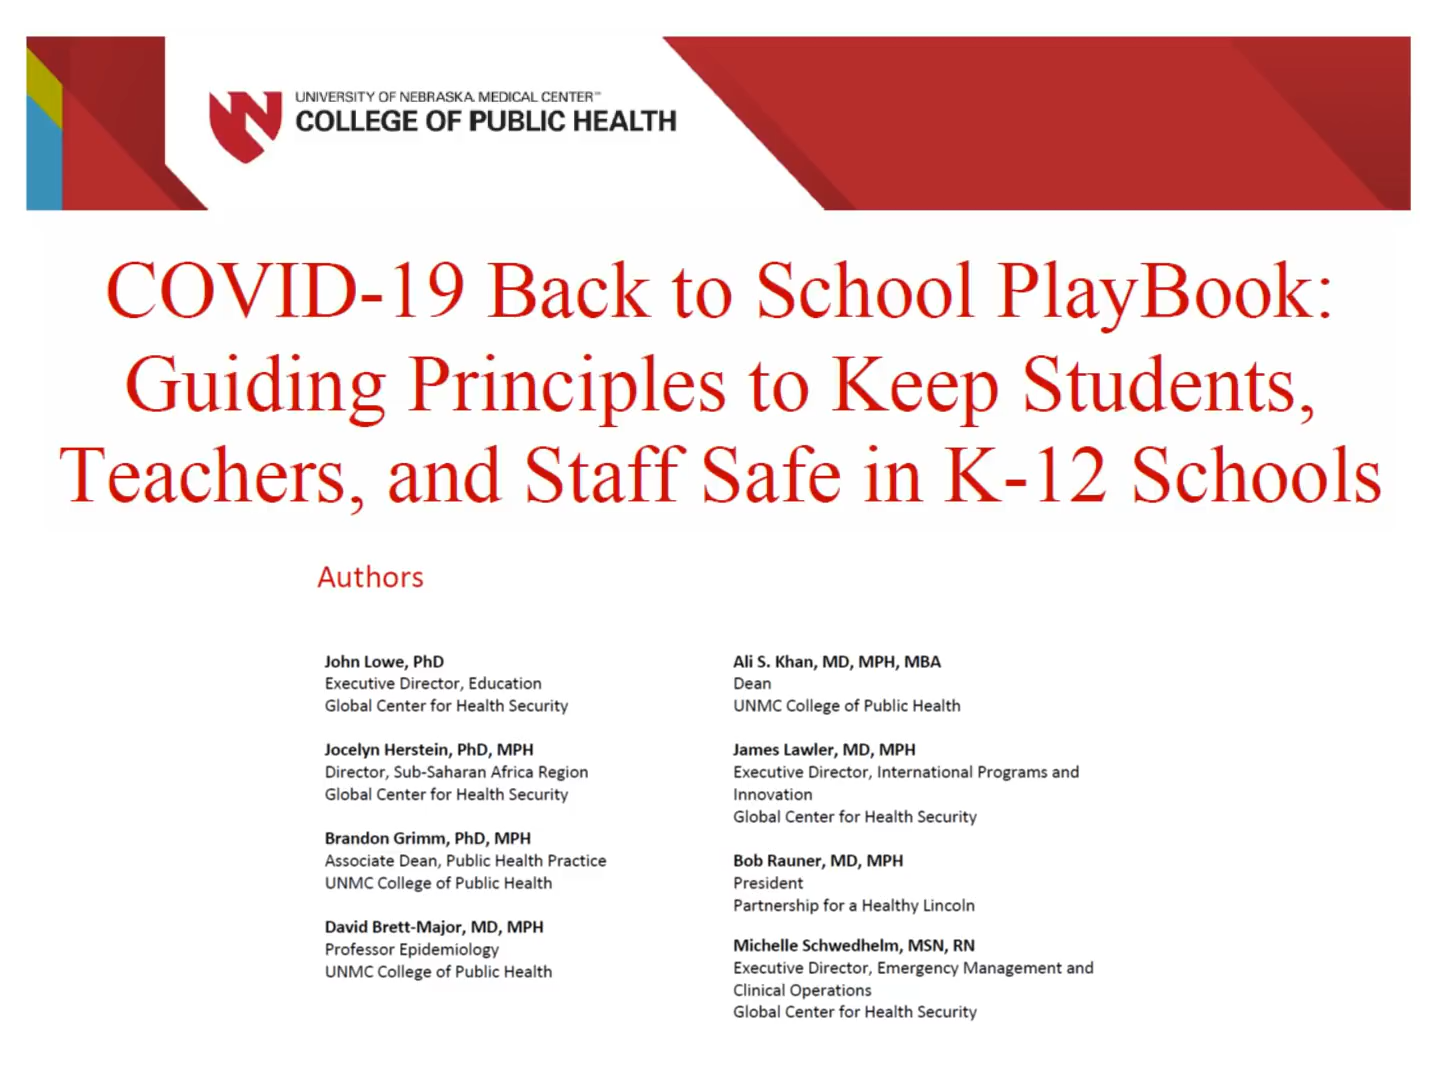 UNIVERSITY OF NEBRASKA MEDICAL CENTER™
COLLEGE OF PUBLIC HEALTH
COVID-19 Back to School PlayBook:
Guiding Principles to Keep Students,
Teachers, and Staff Safe in K-12 Schools
Authors
John Lowe, PhD
Executive Director, Education
Global Center for Health Security
Jocelyn Herstein, PhD, MPH
Director, Sub-Saharan Africa Region
Global Center for Health Security
Brandon Grimm, PhD, MPH
Associate Dean, Public Health Practice
UNMC College of Public Health
David Brett-Major, MD, MPH
Professor Epidemiology
UNMC College of Public Health
Ali S. Khan, MD, MPH, MBA
Dean
UNMC College of Public Health
James Lawler, MD, MPH
Executive Director, International Programs and
Innovation
Global Center for Health Security
Bob Rauner, MD, MPH
President
Partnership for a Healthy Lincoln
Michelle Schwedhelm, MSN, RN
Executive Director, Emergency Management and
Clinical Operations
Global Center for Health Security